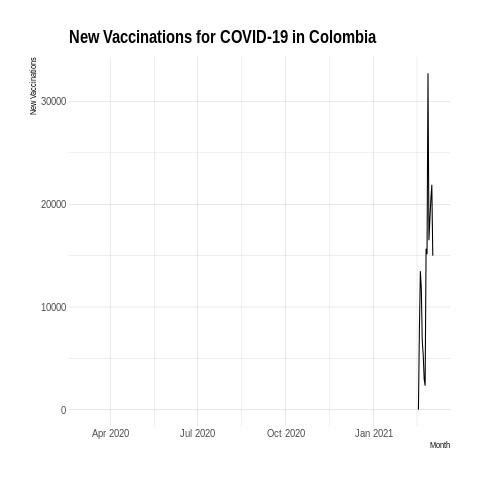 New Vaccinations for COVID-19 in Colombia
New Vaccinations
30000
20000
10000
0
Apr 2020
Jul 2020
Oct 2020
Jan 2021
Month